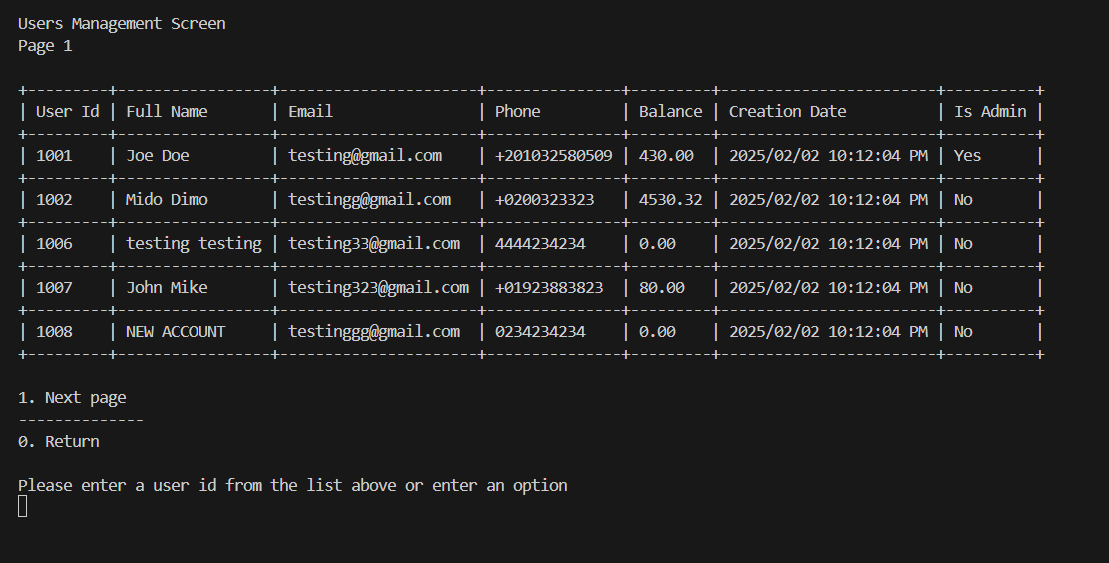 Users Management Screen
Page 1
+---------+-----------------+----------------------+---------------+---------+------------------------+----------+
| User Id | Full Name       | Email                | Phone         | Balance | Creation Date          | Is Admin |
+---------+-----------------+----------------------+---------------+---------+------------------------+----------+
| 1001    | Joe Doe         | testing@gmail.com    | +201032580509 | 430.00  | 2025/02/02 10:12:04 PM | Yes      |
+---------+-----------------+----------------------+---------------+---------+------------------------+----------+
| 1002    | Mido Dimo       | testingg@gmail.com   | +0200323323   | 4530.32 | 2025/02/02 10:12:04 PM | No       |
+---------+-----------------+----------------------+---------------+---------+------------------------+----------+
| 1006    | testing testing | testing33@gmail.com  | 4444234234    | 0.00    | 2025/02/02 10:12:04 PM | No       |
+---------+-----------------+----------------------+---------------+---------+------------------------+----------+
| 1007    | John Mike       | testing323@gmail.com | +01923883823  | 80.00   | 2025/02/02 10:12:04 PM | No       |
+---------+-----------------+----------------------+---------------+---------+------------------------+----------+
| 1008    | NEW ACCOUNT     | testinggg@gmail.com  | 0234234234    | 0.00    | 2025/02/02 10:12:04 PM | No       |
+---------+-----------------+----------------------+---------------+---------+------------------------+----------+
1. Next page
--------------
0. Return
Please enter a user id from the list above or enter an option